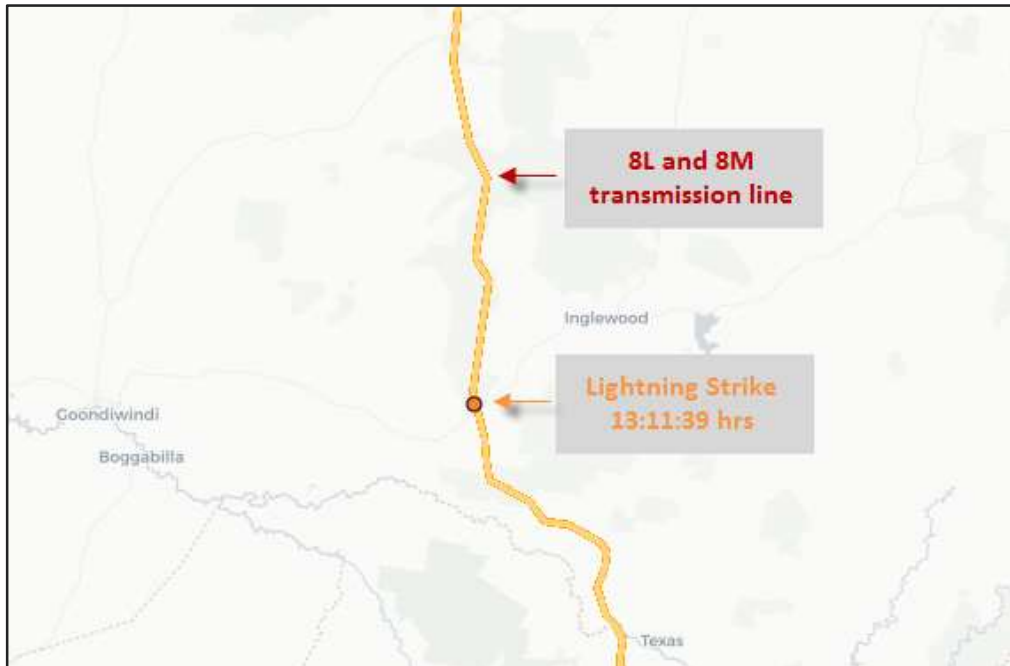 8L and 8M
transmission line
Inglewood
Lightning Strike
13:11:39 hrs
Goondiwindi
Boggabilla
Texas